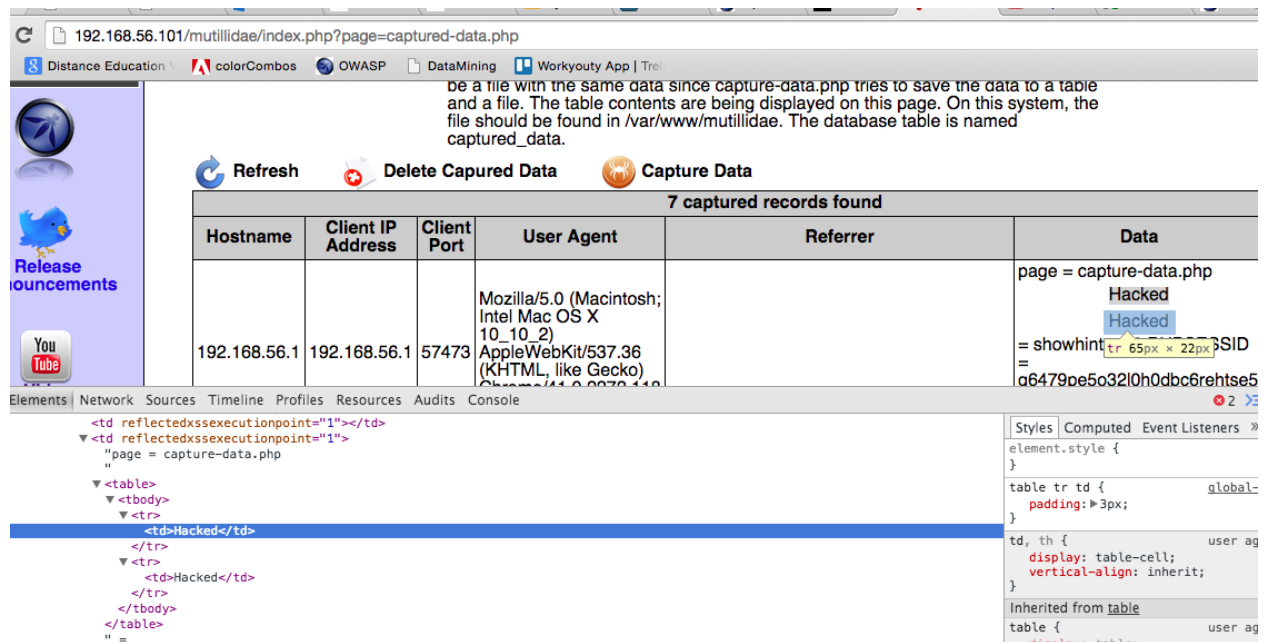 192.168.56.101/mutillidae/index.php?page=captured-data.php
Distance Education
colorCombos
OWASP
DataMining
Workyouty App | Trel
be a file with the same data since capture-data.php tries to save the data to a table
and a file. The table contents are being displayed on this page. On this system, the
file should be found in /var/www/mutillidae. The database table is named
captured_data.
Refresh
Delete Capured Data
Capture Data
7 captured records found
Hostname
Client IP
Address
Client
Port
User Agent
Referrer
Data
Release
ouncements
You
Tube
192.168.56.1
192.168.56.1
57473
Mozilla/5.0 (Macintosh;
Intel Mac OS X
10_10_2)
AppleWebKit/537.36
(KHTML, like Gecko)
page = capture-data.php
Hacked
Hacked
= showhint
SSID
tr 65px × 22px
=
g6479pe5o32l0h0dbc6rehtse5
Elements Network Sources Timeline Profiles Resources Audits Console
2
<td reflectedxssexecutionpoint="1"></td>
▼<td reflectedxssexecutionpoint="1">
"page = capture-data.php
"
▼<table>
▼<tbody>
▼<tr>
<td>Hacked</td>
</tr>
▼<tr>
<td>Hacked</td>
</tr>
</tbody>
</table>
" =
Styles Computed Event Listeners »
element.style {
}
table tr td { global-
padding:▶3px;
}
td, th { user ag
display: table-cell;
vertical-align: inherit;
}
Inherited from table
table { user ag